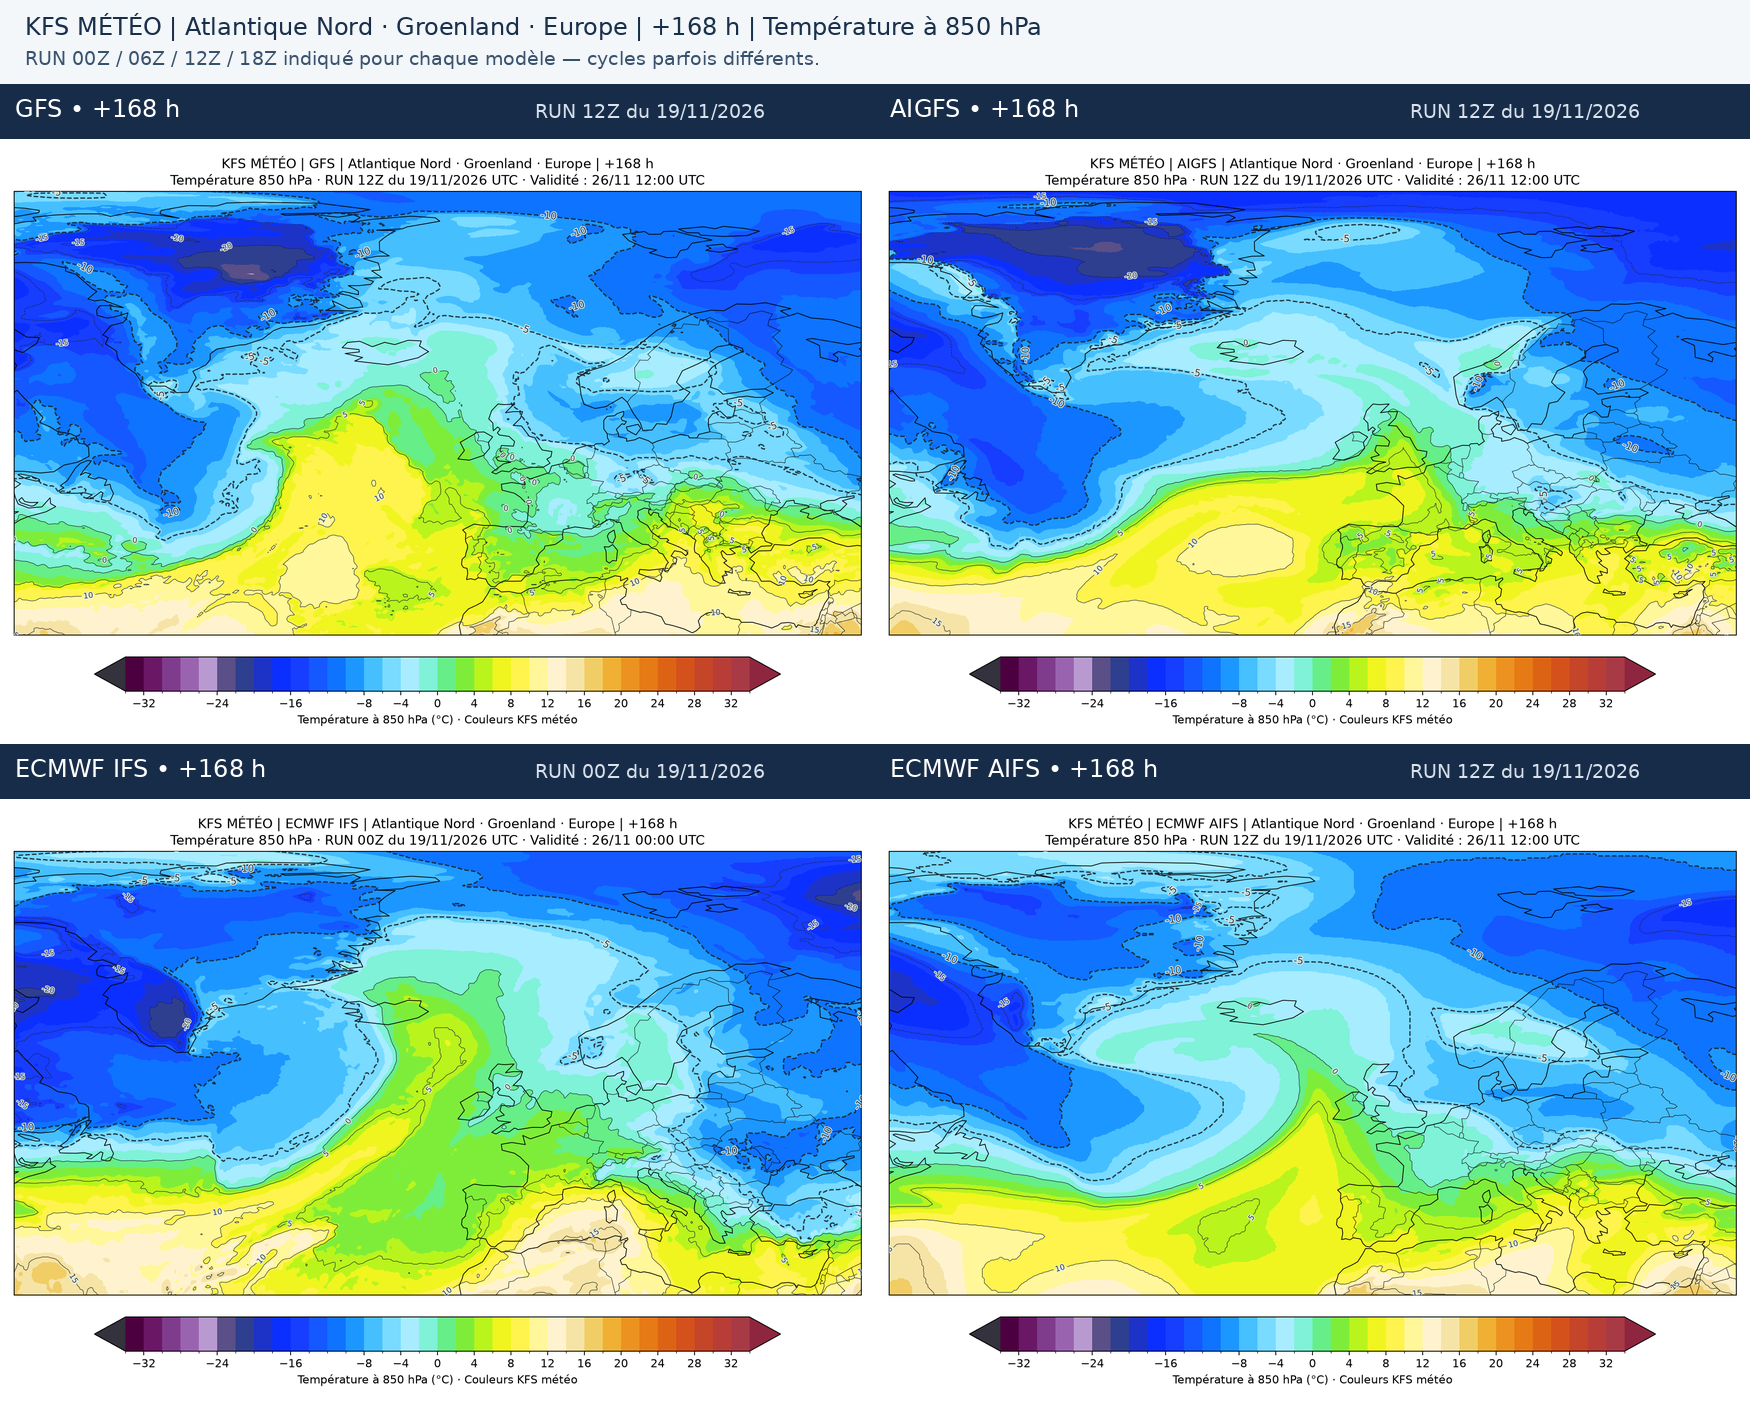 KFS MÉTÉO | Atlantique Nord · Groenland · Europe | +168 h | Température à 850 hPa
RUN 00Z / 06Z / 12Z / 18Z indiqué pour chaque modèle — cycles parfois différents.
GFS • +168 h
RUN 12Z du 19/11/2026
KFS MÉTÉO | GFS | Atlantique Nord · Groenland · Europe | +168 h
Température 850 hPa · RUN 12Z du 19/11/2026 UTC · Validité : 26/11 12:00 UTC
−32 −24 −16 −8 −4 0 4 8 12 16 20 24 28 32
Température à 850 hPa (°C) · Couleurs KFS météo
AIGFS • +168 h
RUN 12Z du 19/11/2026
KFS MÉTÉO | AIGFS | Atlantique Nord · Groenland · Europe | +168 h
Température 850 hPa · RUN 12Z du 19/11/2026 UTC · Validité : 26/11 12:00 UTC
−32 −24 −16 −8 −4 0 4 8 12 16 20 24 28 32
Température à 850 hPa (°C) · Couleurs KFS météo
ECMWF IFS • +168 h
RUN 00Z du 19/11/2026
KFS MÉTÉO | ECMWF IFS | Atlantique Nord · Groenland · Europe | +168 h
Température 850 hPa · RUN 00Z du 19/11/2026 UTC · Validité : 26/11 00:00 UTC
−32 −24 −16 −8 −4 0 4 8 12 16 20 24 28 32
Température à 850 hPa (°C) · Couleurs KFS météo
ECMWF AIFS • +168 h
RUN 12Z du 19/11/2026
KFS MÉTÉO | ECMWF AIFS | Atlantique Nord · Groenland · Europe | +168 h
Température 850 hPa · RUN 12Z du 19/11/2026 UTC · Validité : 26/11 12:00 UTC
−32 −24 −16 −8 −4 0 4 8 12 16 20 24 28 32
Température à 850 hPa (°C) · Couleurs KFS météo